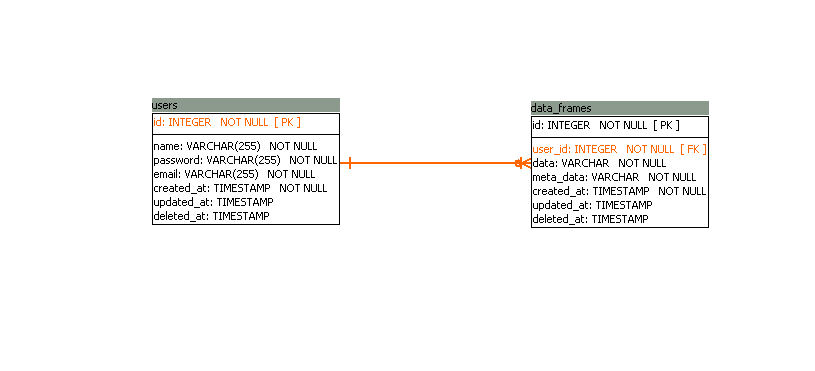 users
id: INTEGER NOT NULL [ PK ]
name: VARCHAR(255) NOT NULL
password: VARCHAR(255) NOT NULL
email: VARCHAR(255) NOT NULL
created_at: TIMESTAMP NOT NULL
updated_at: TIMESTAMP
deleted_at: TIMESTAMP
data_frames
id: INTEGER NOT NULL [ PK ]
user_id: INTEGER NOT NULL [ FK ]
data: VARCHAR NOT NULL
meta_data: VARCHAR NOT NULL
created_at: TIMESTAMP NOT NULL
updated_at: TIMESTAMP
deleted_at: TIMESTAMP